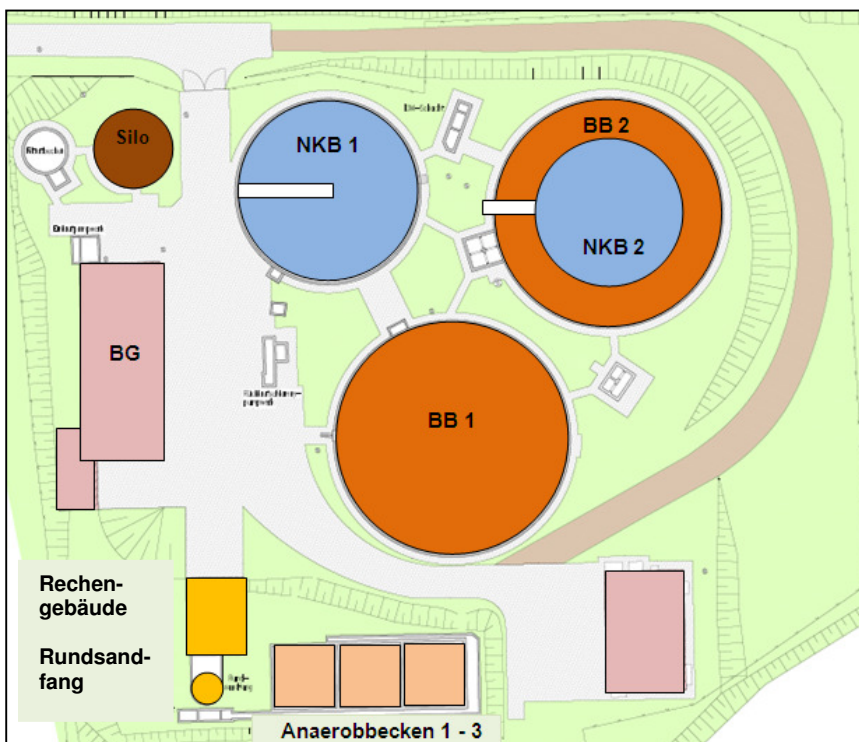 Silo
NKB 1
BB 2
NKB 2
BG
BB 1
Rechen-
gebäude
Rundsand-
fang
Anaerobbecken 1 - 3